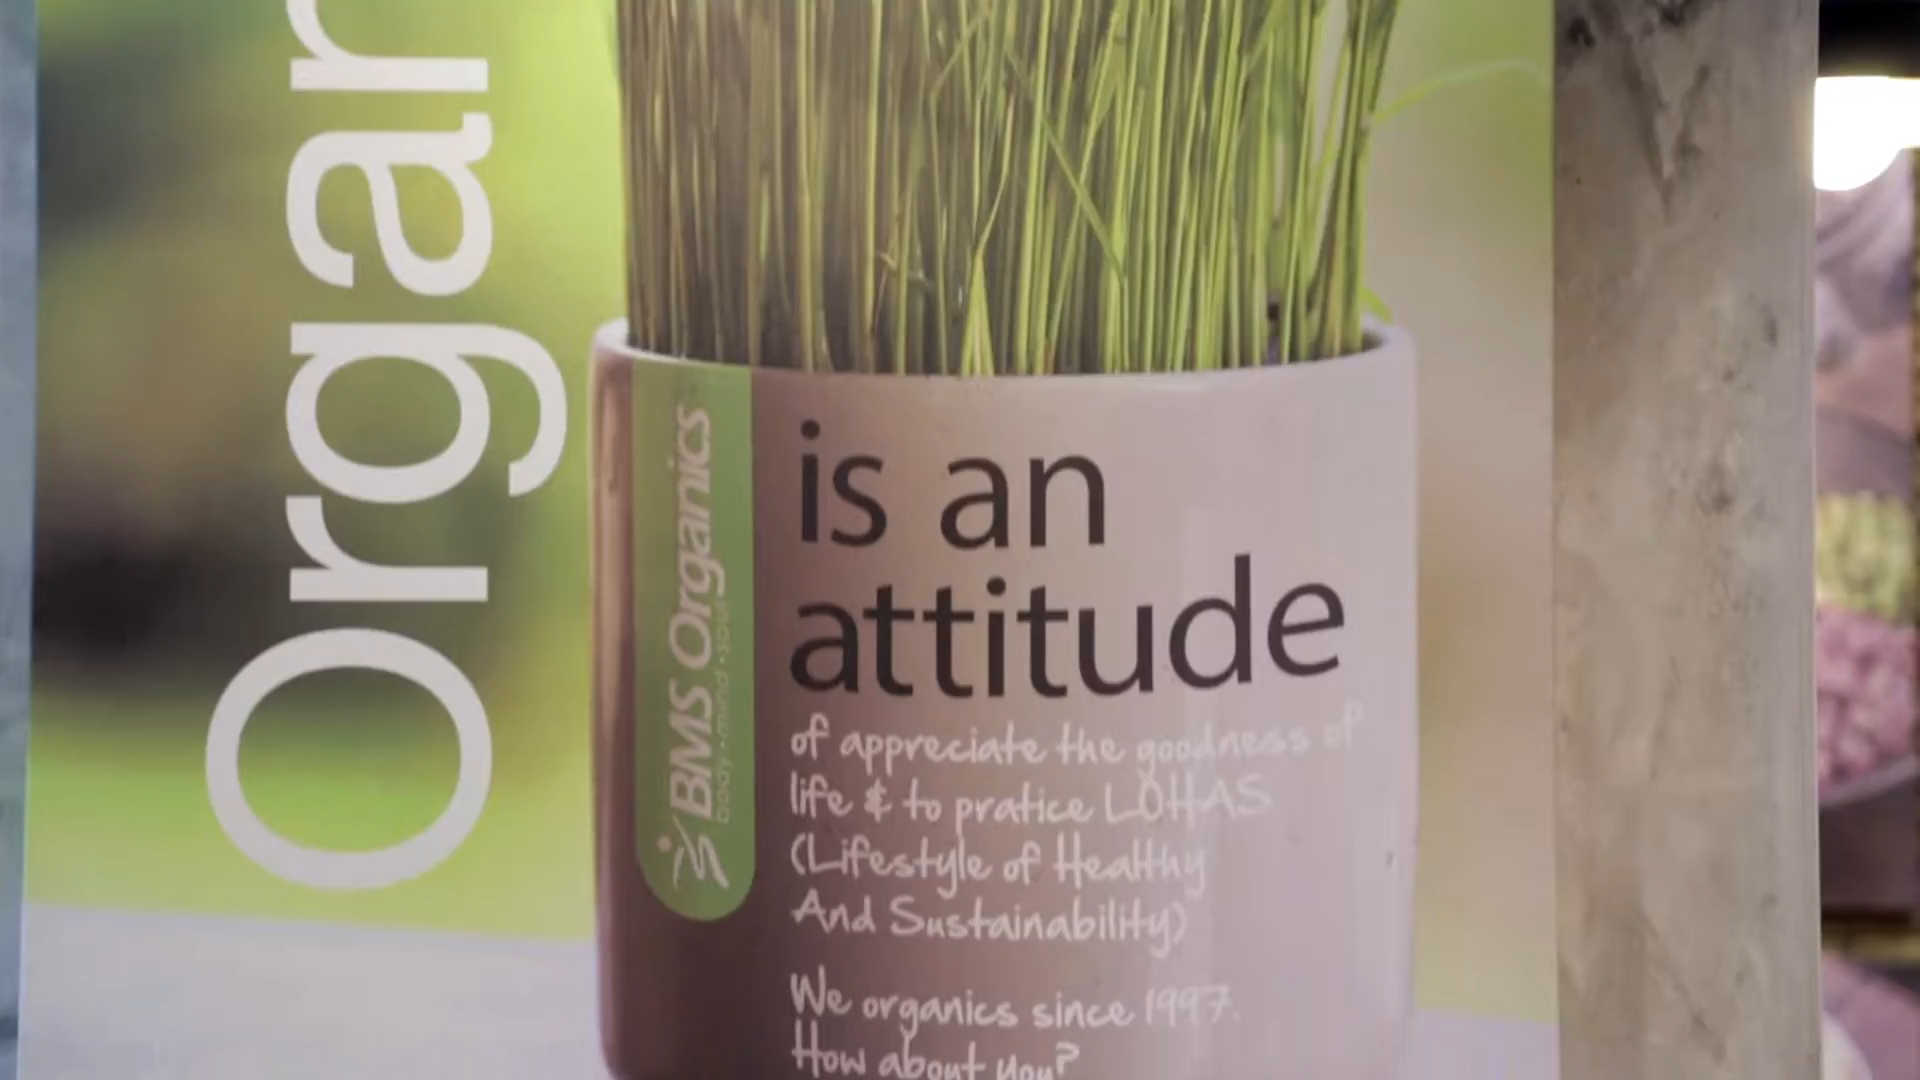 Organ
BMS Organics
body • mind • soul
is an
attitude
of appreciate the goodness of
life & to pratice LOHAS
(Lifestyle of Healthy
And Sustainability)
We organics since 1997.
How about you?